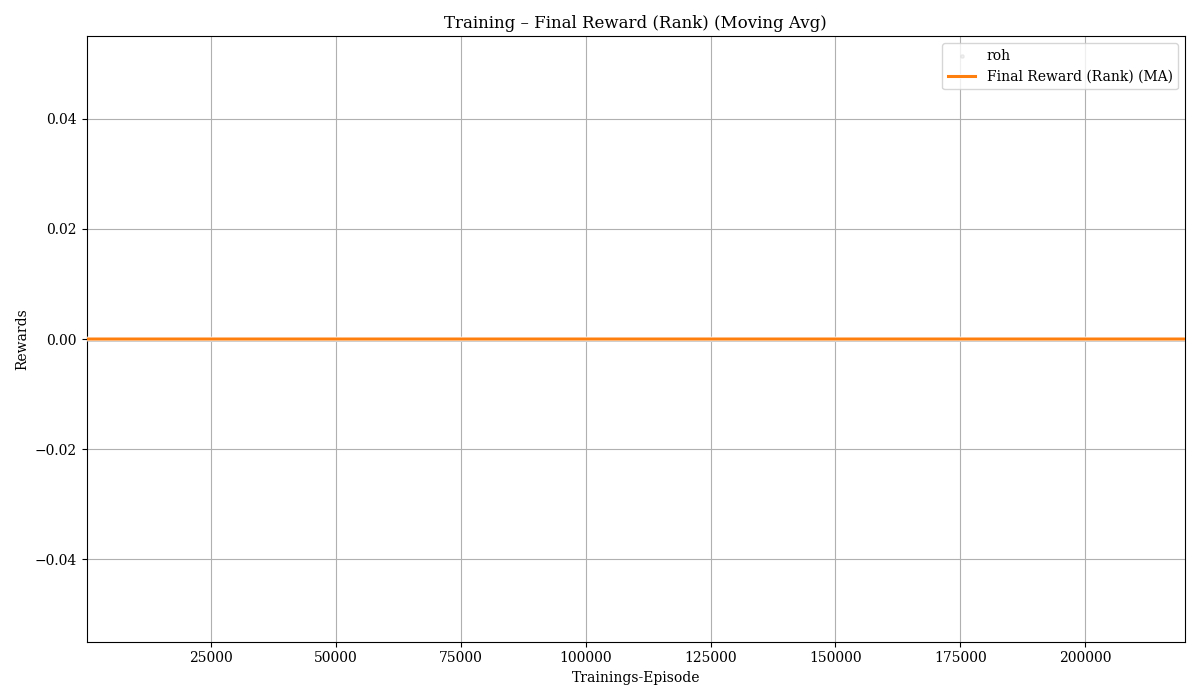 Training – Final Reward (Rank) (Moving Avg)
roh
Final Reward (Rank) (MA)
Rewards
0.04
0.02
0.00
−0.02
−0.04
25000 50000 75000 100000 125000 150000 175000 200000
Trainings-Episode